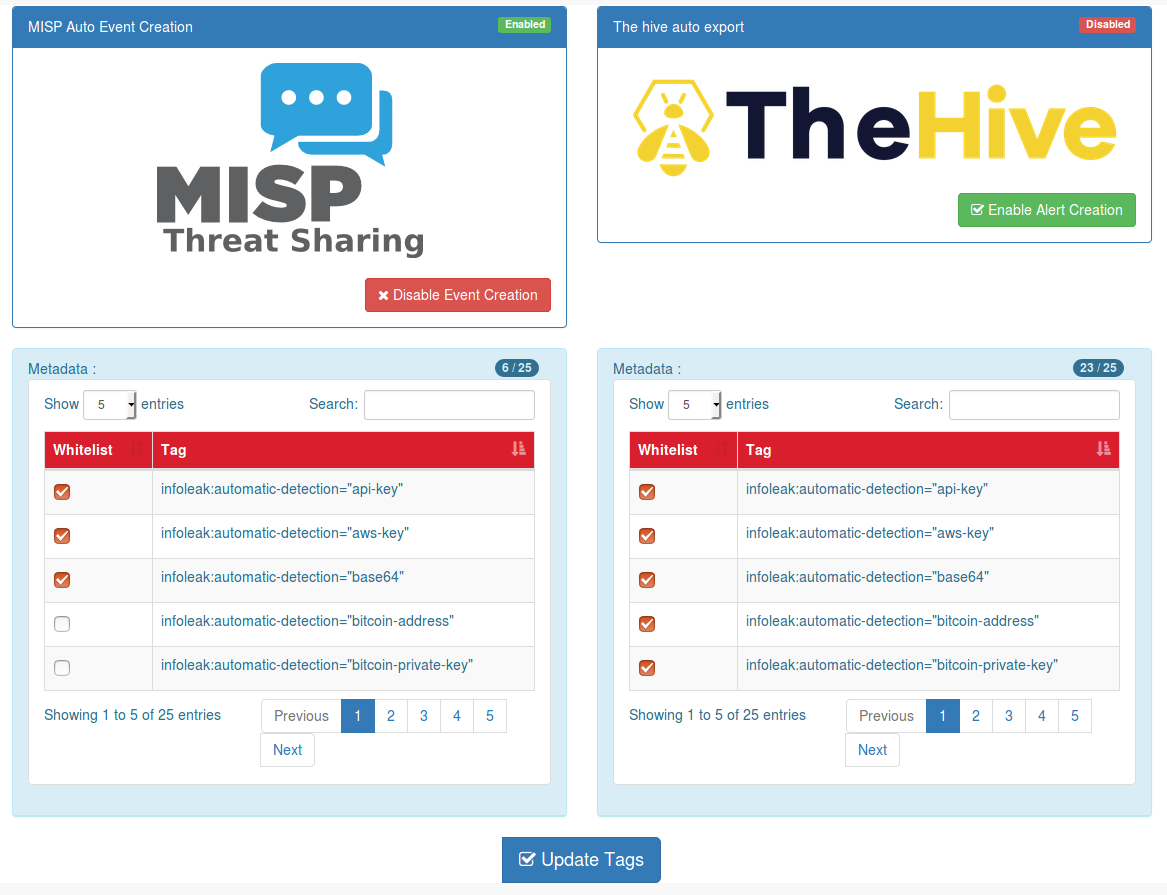 MISP Auto Event Creation
Enabled
MISP
Threat Sharing
Disable Event Creation
The hive auto export
Disabled
TheHive
Enable Alert Creation
Metadata :
6 / 25
Show 5 entries
Search:
Whitelist Tag
infoleak:automatic-detection="api-key"
infoleak:automatic-detection="aws-key"
infoleak:automatic-detection="base64"
infoleak:automatic-detection="bitcoin-address"
infoleak:automatic-detection="bitcoin-private-key"
Showing 1 to 5 of 25 entries
Previous 1 2 3 4 5
Next
Metadata :
23 / 25
Show 5 entries
Search:
Whitelist Tag
infoleak:automatic-detection="api-key"
infoleak:automatic-detection="aws-key"
infoleak:automatic-detection="base64"
infoleak:automatic-detection="bitcoin-address"
infoleak:automatic-detection="bitcoin-private-key"
Showing 1 to 5 of 25 entries
Previous 1 2 3 4 5
Next
Update Tags